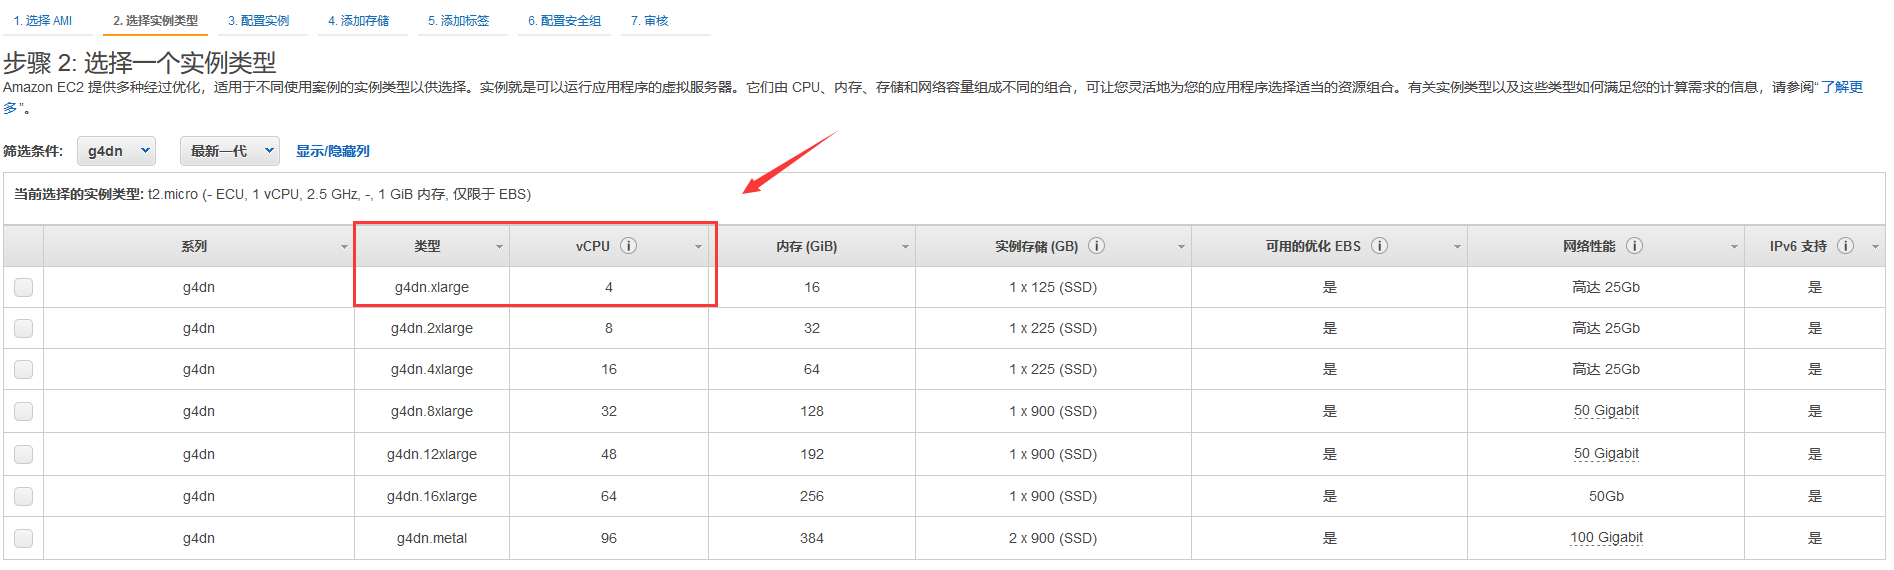 1. 选择 AMI 2. 选择实例类型 3. 配置实例 4. 添加存储 5. 添加标签 6. 配置安全组 7. 审核
步骤 2: 选择一个实例类型
Amazon EC2 提供多种经过优化，适用于不同使用案例的实例类型以供选择。实例就是可以运行应用程序的虚拟服务器。它们由 CPU、内存、存储和网络容量组成不同的组合，可让您灵活地为您的应用程序选择适当的资源组合。有关实例类型以及这些类型如何满足您的计算需求的信息，请参阅“了解更
多”。
筛选条件: g4dn 最新一代 显示/隐藏列
当前选择的实例类型: t2.micro (- ECU, 1 vCPU, 2.5 GHz, -, 1 GiB 内存, 仅限于 EBS)
系列 类型 vCPU i 内存 (GiB) 实例存储 (GB) i 可用的优化 EBS i 网络性能 i IPv6 支持 i
g4dn g4dn.xlarge 4 16 1 x 125 (SSD) 是 高达 25Gb 是
g4dn g4dn.2xlarge 8 32 1 x 225 (SSD) 是 高达 25Gb 是
g4dn g4dn.4xlarge 16 64 1 x 225 (SSD) 是 高达 25Gb 是
g4dn g4dn.8xlarge 32 128 1 x 900 (SSD) 是 50 Gigabit 是
g4dn g4dn.12xlarge 48 192 1 x 900 (SSD) 是 50 Gigabit 是
g4dn g4dn.16xlarge 64 256 1 x 900 (SSD) 是 50Gb 是
g4dn g4dn.metal 96 384 2 x 900 (SSD) 是 100 Gigabit 是